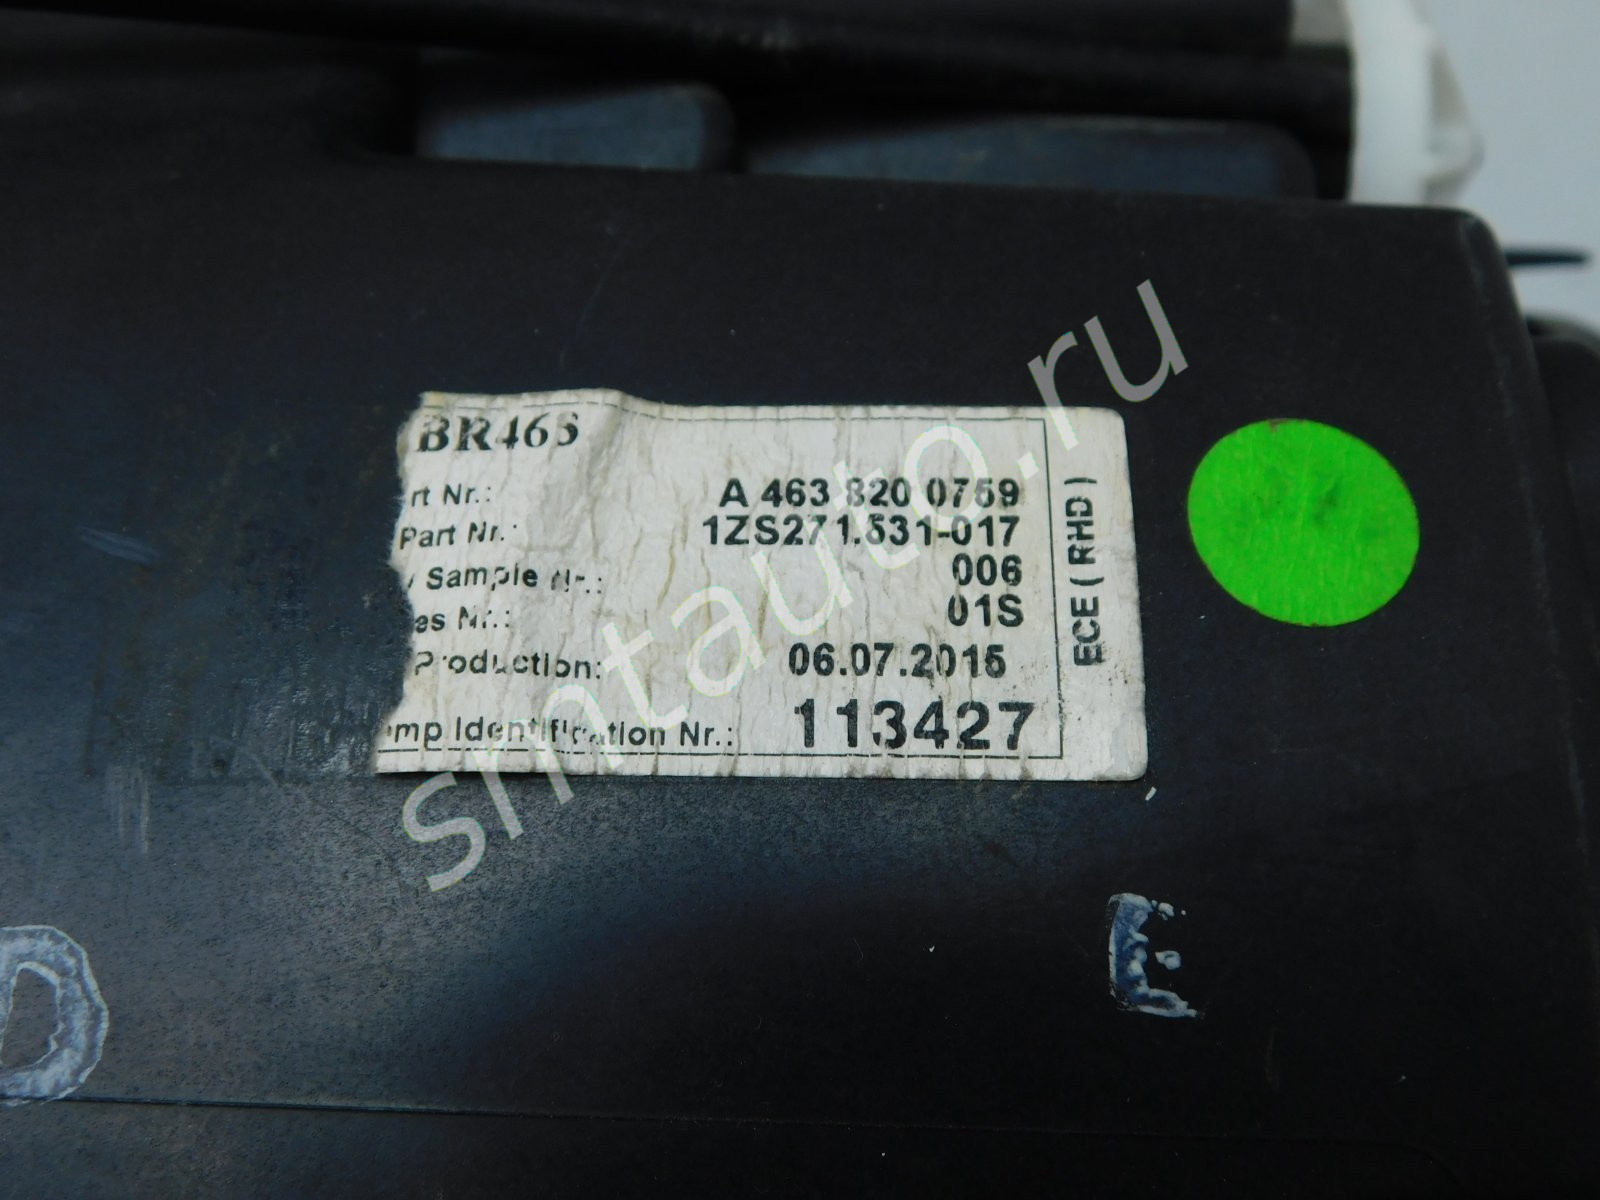 BR463
rt Nr.: A 463 820 0759
Part Nr.: 1ZS271.531-017
Sample Nr.: 006
es Nr.: 01S
Production: 06.07.2015
mp Identification Nr.: 113427
ECE ( RHD )
smtauto.ru
E
D